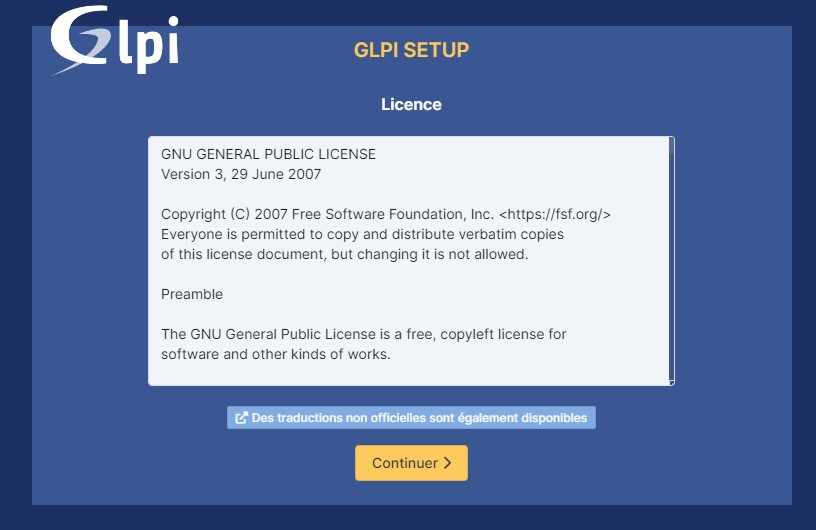 Glpi
GLPI SETUP
Licence
GNU GENERAL PUBLIC LICENSE
Version 3, 29 June 2007
Copyright (C) 2007 Free Software Foundation, Inc. <https://fsf.org/>
Everyone is permitted to copy and distribute verbatim copies
of this license document, but changing it is not allowed.
Preamble
The GNU General Public License is a free, copyleft license for
software and other kinds of works.
Des traductions non officielles sont également disponibles
Continuer